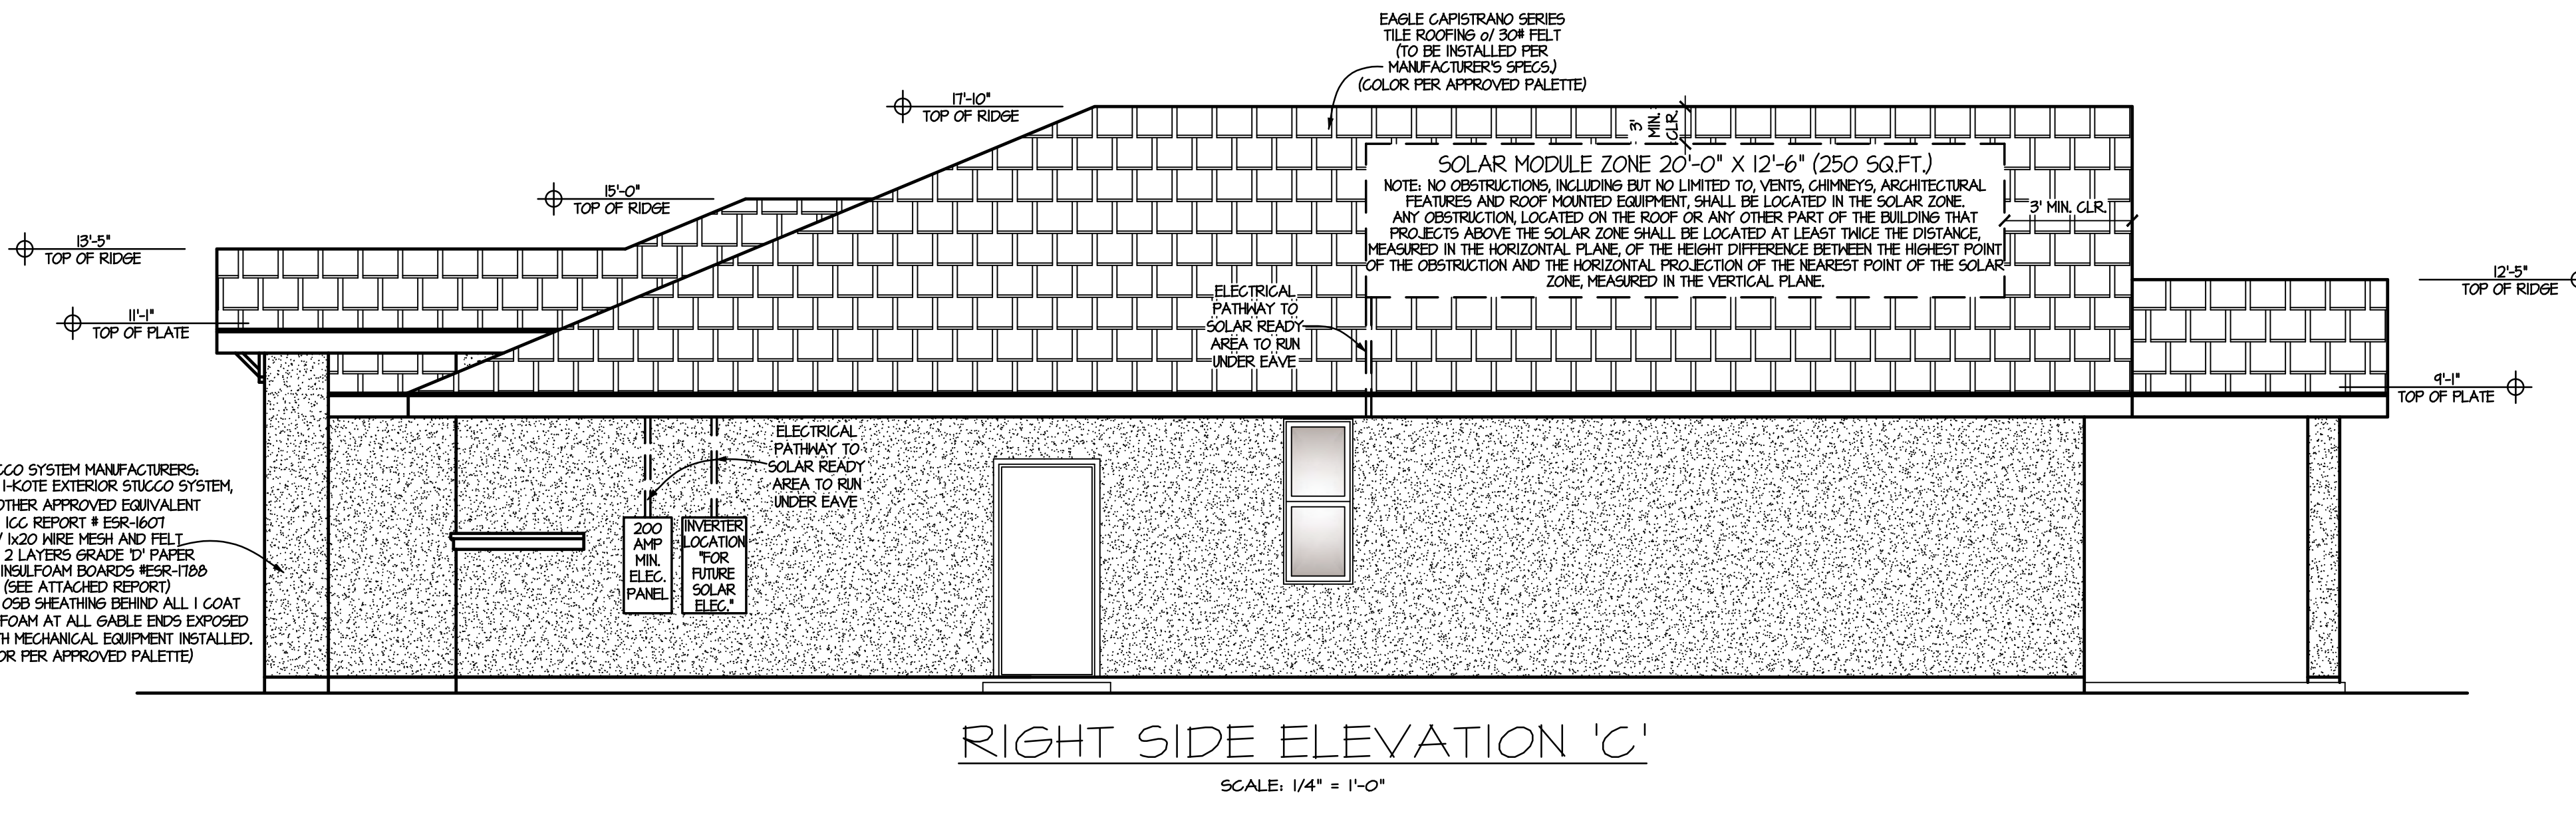 EAGLE CAPISTRANO SERIES
TILE ROOFING o/ 30# FELT
(TO BE INSTALLED PER
MANUFACTURER'S SPECS.)
(COLOR PER APPROVED PALETTE)
17'-10"
TOP OF RIDGE
3'
MIN.
CLR.
SOLAR MODULE ZONE 20'-0" X 12'-6" (250 SQ.FT.)
NOTE: NO OBSTRUCTIONS, INCLUDING BUT NO LIMITED TO, VENTS, CHIMNEYS, ARCHITECTURAL
FEATURES AND ROOF MOUNTED EQUIPMENT, SHALL BE LOCATED IN THE SOLAR ZONE.
ANY OBSTRUCTION, LOCATED ON THE ROOF OR ANY OTHER PART OF THE BUILDING THAT
PROJECTS ABOVE THE SOLAR ZONE SHALL BE LOCATED AT LEAST TWICE THE DISTANCE,
MEASURED IN THE HORIZONTAL PLANE, OF THE HEIGHT DIFFERENCE BETWEEN THE HIGHEST POINT
OF THE OBSTRUCTION AND THE HORIZONTAL PROJECTION OF THE NEAREST POINT OF THE SOLAR
ZONE, MEASURED IN THE VERTICAL PLANE.
3' MIN. CLR.
15'-0"
TOP OF RIDGE
13'-5"
TOP OF RIDGE
11'-1"
TOP OF PLATE
12'-5"
TOP OF RIDGE
9'-1"
TOP OF PLATE
ELECTRICAL
PATHWAY TO
SOLAR READY
AREA TO RUN
UNDER EAVE
ELECTRICAL
PATHWAY TO
SOLAR READY
AREA TO RUN
UNDER EAVE
CCO SYSTEM MANUFACTURERS:
1-KOTE EXTERIOR STUCCO SYSTEM,
OTHER APPROVED EQUIVALENT
ICC REPORT # ESR-1607
/ 1x20 WIRE MESH AND FELT
2 LAYERS GRADE 'D' PAPER
INSULFOAM BOARDS #ESR-1788
(SEE ATTACHED REPORT)
OSB SHEATHING BEHIND ALL 1 COAT
FOAM AT ALL GABLE ENDS EXPOSED
TH MECHANICAL EQUIPMENT INSTALLED.
OR PER APPROVED PALETTE)
200
AMP
MIN.
ELEC.
PANEL
INVERTER
LOCATION
"FOR
FUTURE
SOLAR
ELEC."
RIGHT SIDE ELEVATION 'C'
SCALE: 1/4" = 1'-0"